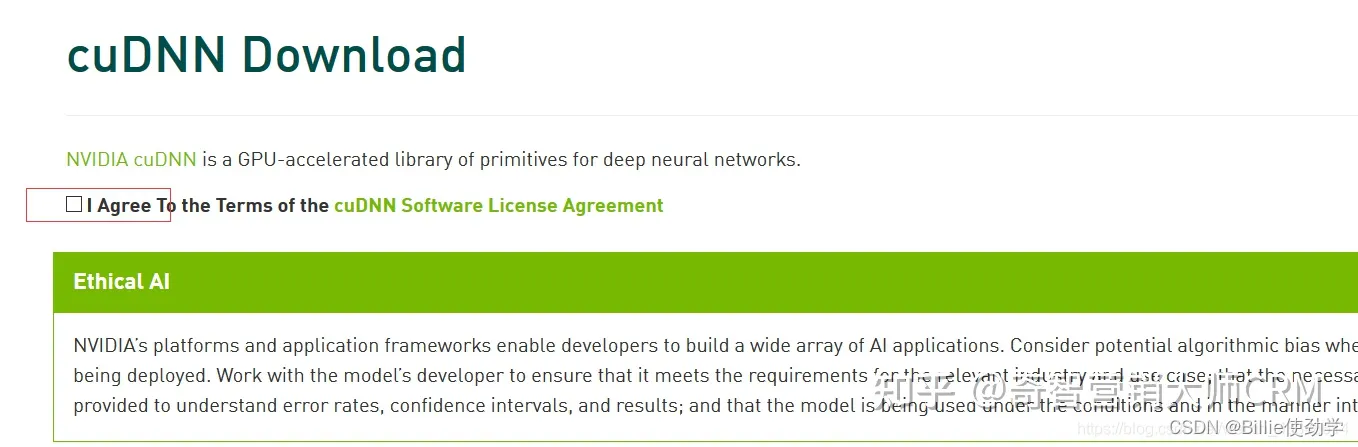 cuDNN Download
NVIDIA cuDNN is a GPU-accelerated library of primitives for deep neural networks.
I Agree To the Terms of the cuDNN Software License Agreement
Ethical AI
NVIDIA's platforms and application frameworks enable developers to build a wide array of AI applications. Consider potential algorithmic bias whe
being deployed. Work with the model's developer to ensure that it meets the requirements for the relevant industry and use case; that the necessa
provided to understand error rates, confidence intervals, and results; and that the model is being used under the conditions and in the manner int
知乎 @奇智营销大师CRM
https://blog.cs
CSDN @Billie使劲学